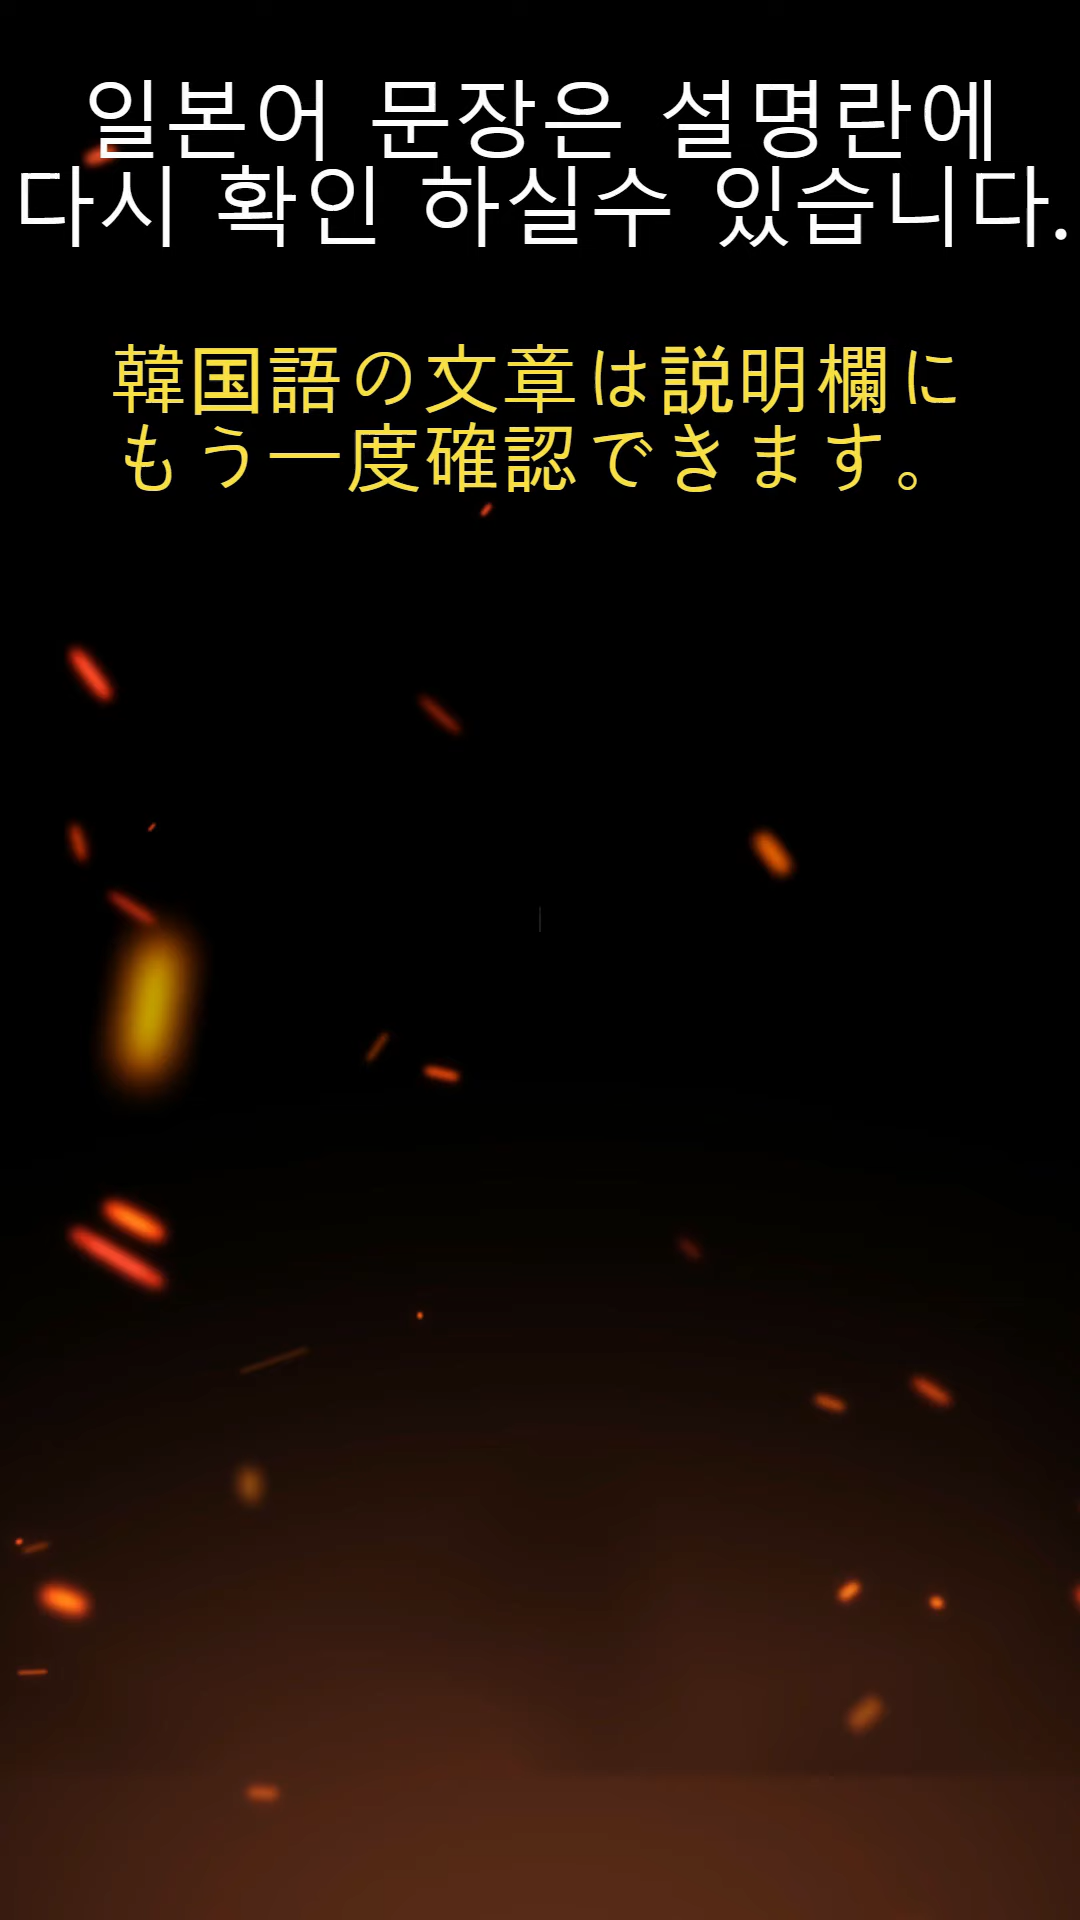 일본어 문장은 설명란에
다시 확인 하실수 있습니다.
韓国語の文章は説明欄に
もう一度確認できます。